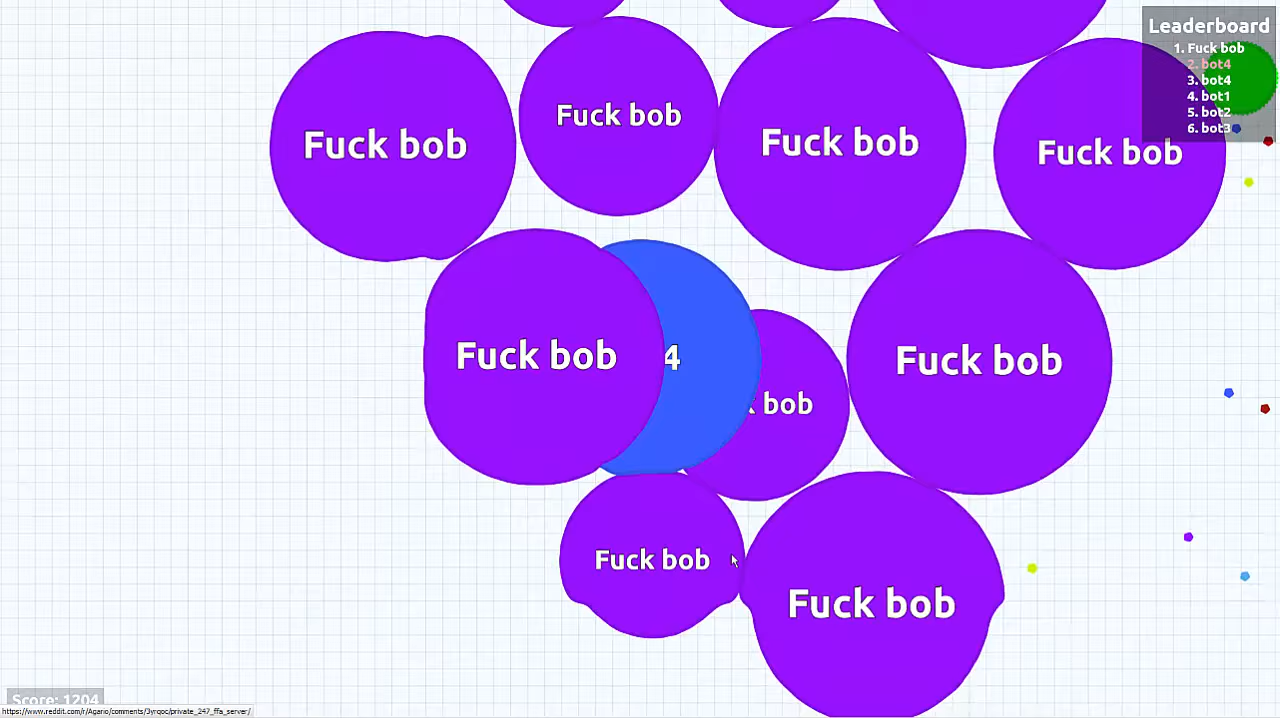 Leaderboard
1. Fuck bob
2. bot4
3. bot4
4. bot1
5. bot2
6. bot3
Fuck bob
Fuck bob
Fuck bob
Fuck bob
Fuck bob
4
bob
Fuck bob
Fuck bob
Fuck bob
Score: 1204
https://www.reddit.com/r/Agario/comments/3yrqoc/private_247_ffa_server/